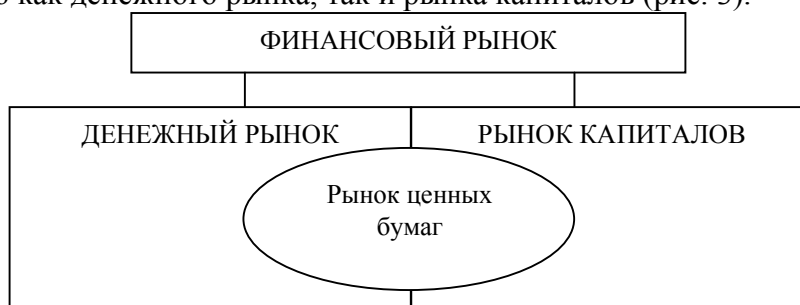 как денежного рынка, так и рынка капиталов (рис. 3).
ФИНАНСОВЫЙ РЫНОК
ДЕНЕЖНЫЙ РЫНОК РЫНОК КАПИТАЛОВ
Рынок ценных
бумаг